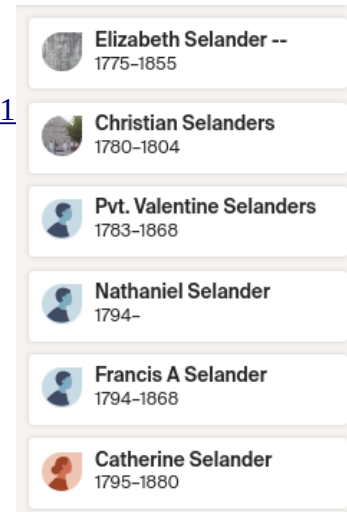 Elizabeth Selander --
1775–1855
1
Christian Selanders
1780–1804
Pvt. Valentine Selanders
1783–1868
Nathaniel Selander
1794–
Francis A Selander
1794–1868
Catherine Selander
1795–1880